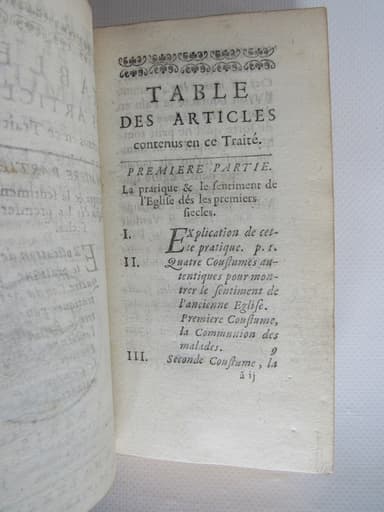 TABLE
DES ARTICLES
contenus en ce Traité.
PREMIERE PARTIE.
La pratique & le sentiment de
l'Eglise dés les premiers
siecles.
I. EXplication de cet-
te pratique. p. 1.
II. Quatre Coustumes au-
tentiques pour mon-
trer le sentiment de
l'ancienne Eglise.
Premiere Coustume,
la Communion des
malades. 9
III. Seconde Coustume, la
à ij